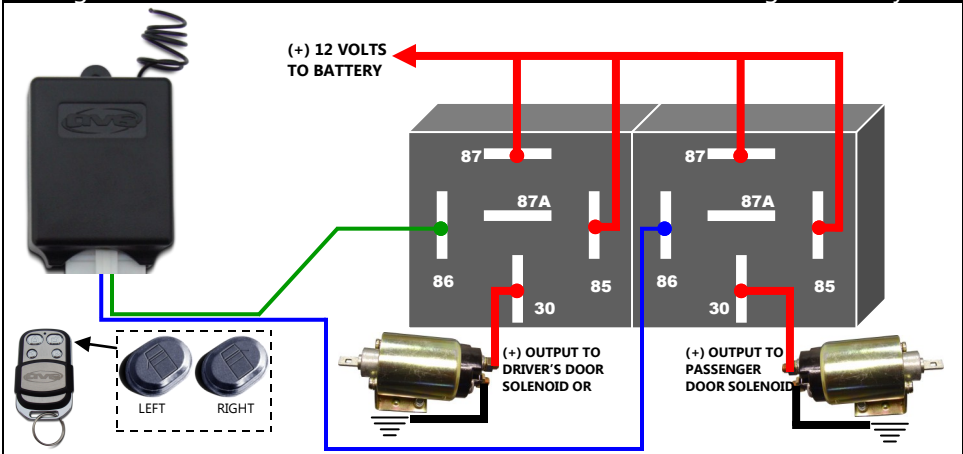 (+) 12 VOLTS
TO BATTERY
AVS
87
87A
86
85
30
87
87A
86
85
30
(+) OUTPUT TO
DRIVER'S DOOR
SOLENOID OR
(+) OUTPUT TO
PASSENGER
DOOR SOLENOID
LEFT
RIGHT